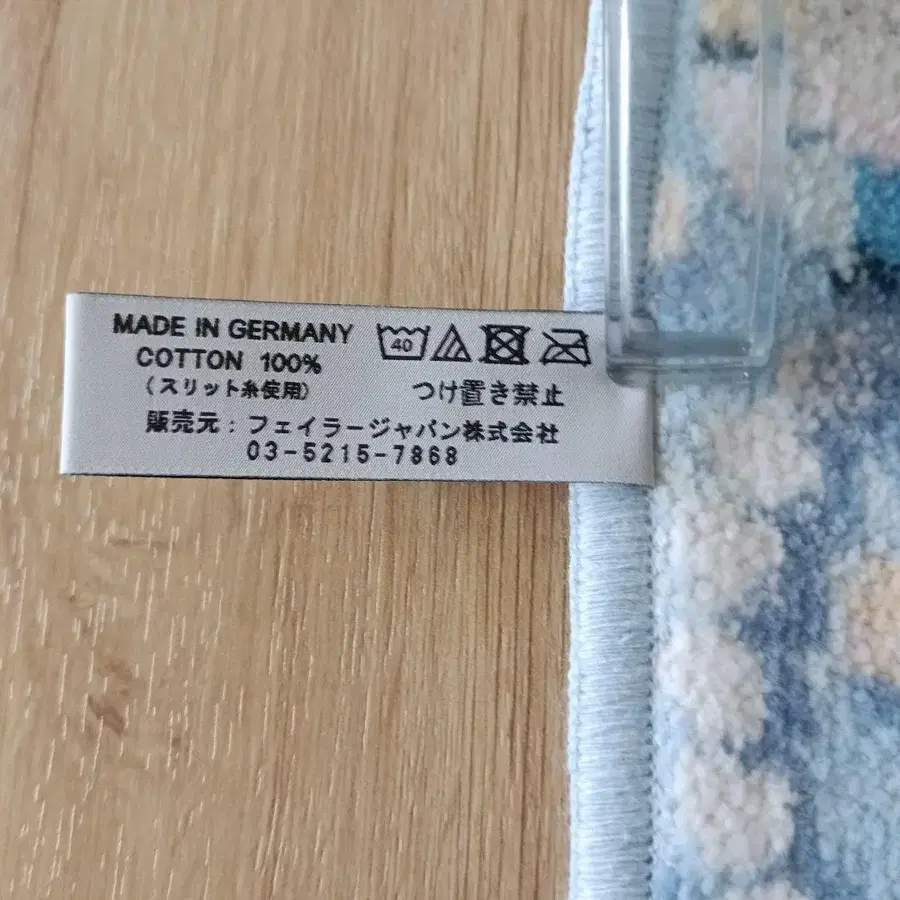 MADE IN GERMANY
COTTON 100%
(スリット糸使用)
40
つけ置き禁止
販売元:フェイラージャパン株式会社
03-5215-7868